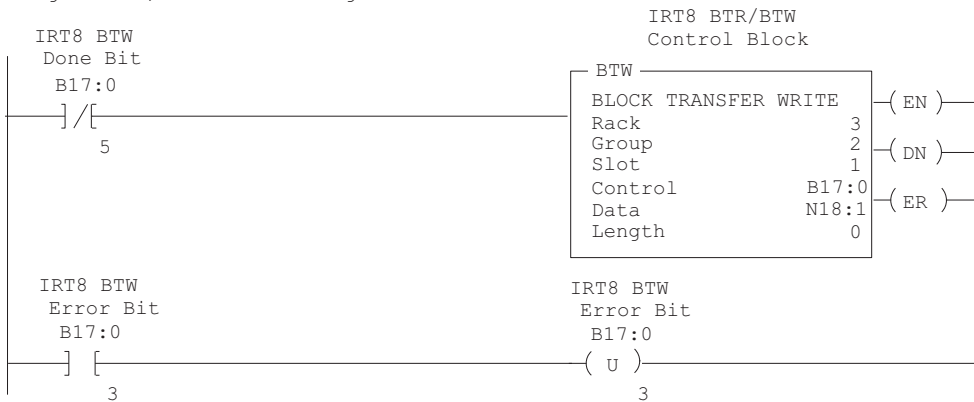 IRT8 BTR/BTW
Control Block
IRT8 BTW
Done Bit
B17:0
5
BTW
BLOCK TRANSFER WRITE
Rack 3
Group 2
Slot 1
Control B17:0
Data N18:1
Length 0
EN
DN
ER
IRT8 BTW
Error Bit
B17:0
3
IRT8 BTW
Error Bit
B17:0
U
3